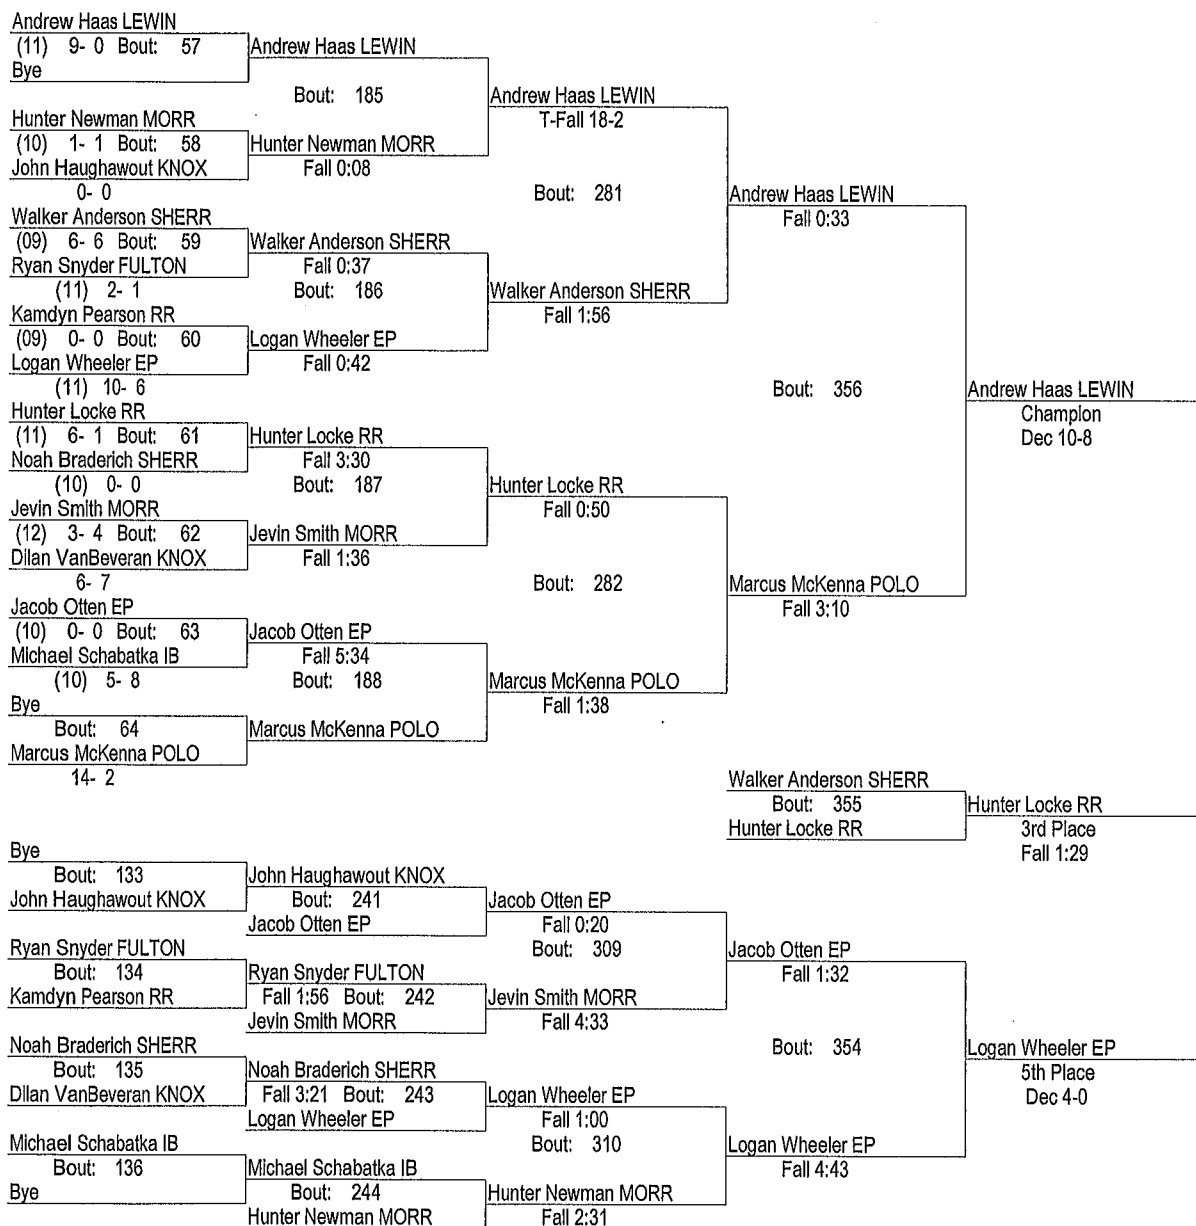 Andrew Haas LEWIN
(11) 9- 0 Bout: 57
Bye
Andrew Haas LEWIN
Bout: 185
Hunter Newman MORR
(10) 1- 1 Bout: 58
John Haughawout KNOX
0- 0
Hunter Newman MORR
Fall 0:08
Andrew Haas LEWIN
T-Fall 18-2
Bout: 281
Walker Anderson SHERR
(09) 6- 6 Bout: 59
Ryan Snyder FULTON
(11) 2- 1
Walker Anderson SHERR
Fall 0:37
Bout: 186
Kamdyn Pearson RR
(09) 0- 0 Bout: 60
Logan Wheeler EP
(11) 10- 6
Logan Wheeler EP
Fall 0:42
Walker Anderson SHERR
Fall 1:56
Andrew Haas LEWIN
Fall 0:33
Bout: 356
Hunter Locke RR
(11) 6- 1 Bout: 61
Noah Braderich SHERR
(10) 0- 0
Hunter Locke RR
Fall 3:30
Bout: 187
Jevin Smith MORR
(12) 3- 4 Bout: 62
Dilan VanBeveran KNOX
6- 7
Jevin Smith MORR
Fall 1:36
Hunter Locke RR
Fall 0:50
Bout: 282
Jacob Otten EP
(10) 0- 0 Bout: 63
Michael Schabatka IB
(10) 5- 8
Jacob Otten EP
Fall 5:34
Bout: 188
Bye
Bout: 64
Marcus McKenna POLO
14- 2
Marcus McKenna POLO
Marcus McKenna POLO
Fall 1:38
Marcus McKenna POLO
Fall 3:10
Andrew Haas LEWIN
Champion
Dec 10-8
Walker Anderson SHERR
Bout: 355
Hunter Locke RR
Hunter Locke RR
3rd Place
Fall 1:29
Bye
Bout: 133
John Haughawout KNOX
John Haughawout KNOX
Bout: 241
Jacob Otten EP
Jacob Otten EP
Fall 0:20
Bout: 309
Ryan Snyder FULTON
Bout: 134
Kamdyn Pearson RR
Ryan Snyder FULTON
Fall 1:56 Bout: 242
Jevin Smith MORR
Jevin Smith MORR
Fall 4:33
Jacob Otten EP
Fall 1:32
Bout: 354
Noah Braderich SHERR
Bout: 135
Dilan VanBeveran KNOX
Noah Braderich SHERR
Fall 3:21 Bout: 243
Logan Wheeler EP
Logan Wheeler EP
Fall 1:00
Bout: 310
Michael Schabatka IB
Bout: 136
Bye
Michael Schabatka IB
Bout: 244
Hunter Newman MORR
Hunter Newman MORR
Fall 2:31
Logan Wheeler EP
Fall 4:43
Logan Wheeler EP
5th Place
Dec 4-0